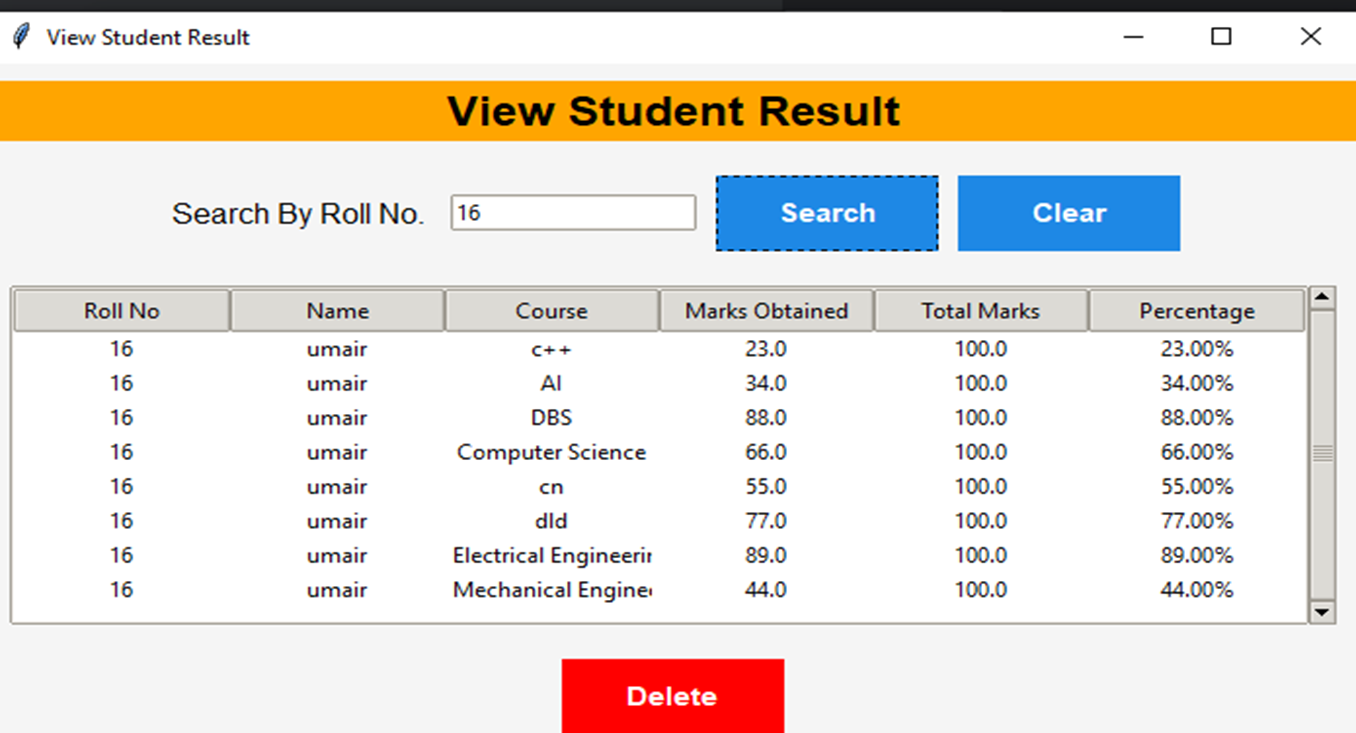 View Student Result
View Student Result
Search By Roll No. 16 Search Clear
Roll No Name Course Marks Obtained Total Marks Percentage
16 umair c++ 23.0 100.0 23.00%
16 umair AI 34.0 100.0 34.00%
16 umair DBS 88.0 100.0 88.00%
16 umair Computer Science 66.0 100.0 66.00%
16 umair cn 55.0 100.0 55.00%
16 umair dld 77.0 100.0 77.00%
16 umair Electrical Engineerin 89.0 100.0 89.00%
16 umair Mechanical Engine 44.0 100.0 44.00%
Delete